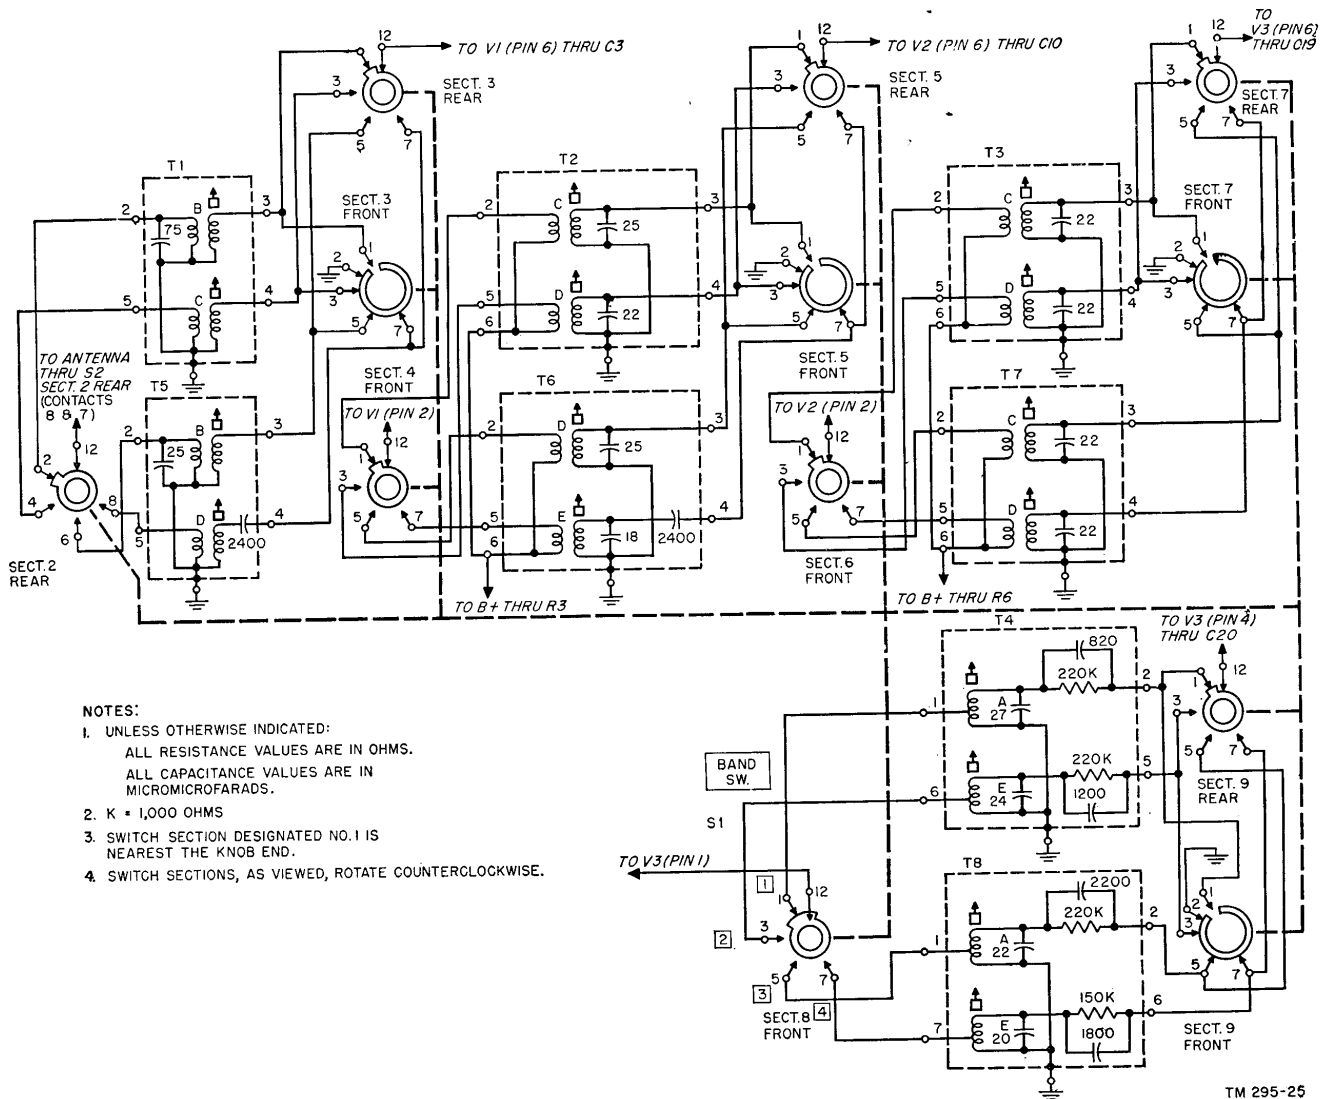 12
TO V1 (PIN 6) THRU C3
3
SECT. 3
REAR
5
7
1
12
TO V2 (PIN 6) THRU C10
3
SECT. 5
REAR
5
7
1
12
TO
V3 (PIN 6)
THRU C19
3
SECT. 7
REAR
5
7
T1
2
75
B
3
5
C
4
SECT. 3
FRONT
1
2
3
5
7
T2
2
C
25
3
5
D
22
4
6
1
2
3
5
7
SECT. 5
FRONT
T3
2
C
22
3
5
D
22
4
6
SECT. 7
FRONT
1
2
3
5
7
TO ANTENNA
THRU S2
SECT. 2 REAR
(CONTACTS
8 & 7)
12
2
4
6
8
SECT. 2
REAR
T5
2
25
B
3
5
D
2400
4
SECT. 4
FRONT
TO V1 (PIN 2)
1
12
3
5
7
T6
2
D
25
3
5
E
18
2400
4
6
TO B+ THRU R3
TO V2 (PIN 2)
1
12
3
5
7
SECT. 6
FRONT
T7
2
C
22
3
5
D
22
4
6
TO B+ THRU R6
T4
820
220K
1
A
27
2
220K
6
E
24
1200
5
TO V3 (PIN 4)
THRU C20
1
12
3
5
7
SECT. 9
REAR
NOTES:
1. UNLESS OTHERWISE INDICATED:
ALL RESISTANCE VALUES ARE IN OHMS.
ALL CAPACITANCE VALUES ARE IN
MICROMICROFARADS.
2. K = 1,000 OHMS
3. SWITCH SECTION DESIGNATED NO. 1 IS
NEAREST THE KNOB END.
4. SWITCH SECTIONS, AS VIEWED, ROTATE COUNTERCLOCKWISE.
BAND
SW.
S1
TO V3 (PIN 1)
1
1
12
2
3
5
7
3
4
SECT. 8
FRONT
T8
2200
220K
1
A
22
2
150K
7
E
20
1800
6
1
2
3
5
7
SECT. 9
FRONT
TM 295-25